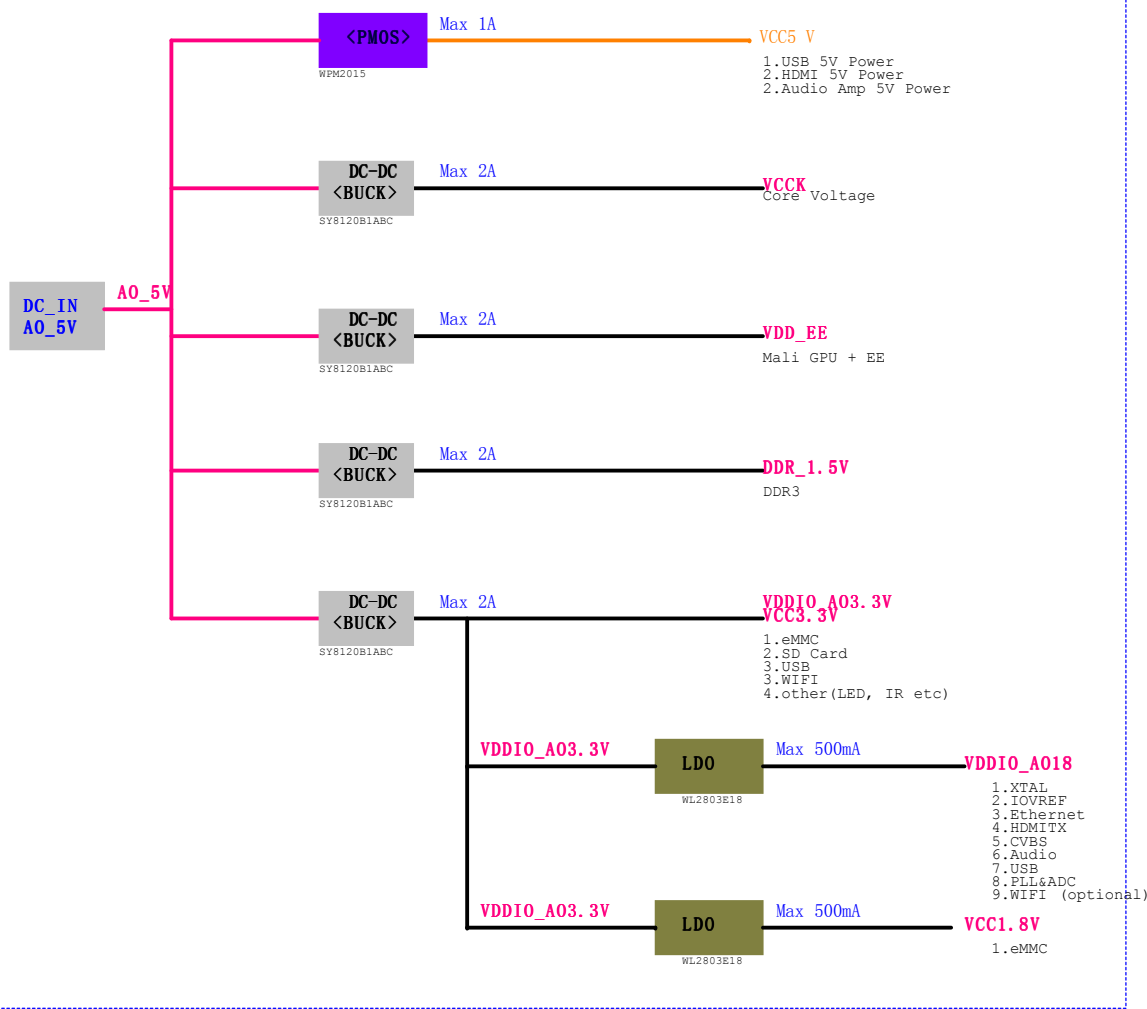 <PMOS>
WPM2015
Max 1A
VCC5 V
1.USB 5V Power
2.HDMI 5V Power
2.Audio Amp 5V Power
DC-DC
<BUCK>
SY8120B1ABC
Max 2A
VCCK
Core Voltage
DC_IN
AO_5V
AO_5V
DC-DC
<BUCK>
SY8120B1ABC
Max 2A
VDD_EE
Mali GPU + EE
DC-DC
<BUCK>
SY8120B1ABC
Max 2A
DDR_1.5V
DDR3
DC-DC
<BUCK>
SY8120B1ABC
Max 2A
VDDIO_AO3.3V
VCC3.3V
1.eMMC
2.SD Card
3.USB
3.WIFI
4.other(LED, IR etc)
VDDIO_AO3.3V
LDO
WL2803E18
Max 500mA
VDDIO_AO18
1.XTAL
2.IOVREF
3.Ethernet
4.HDMITX
5.CVBS
6.Audio
7.USB
8.PLL&ADC
9.WIFI (optional)
VDDIO_AO3.3V
LDO
WL2803E18
Max 500mA
VCC1.8V
1.eMMC